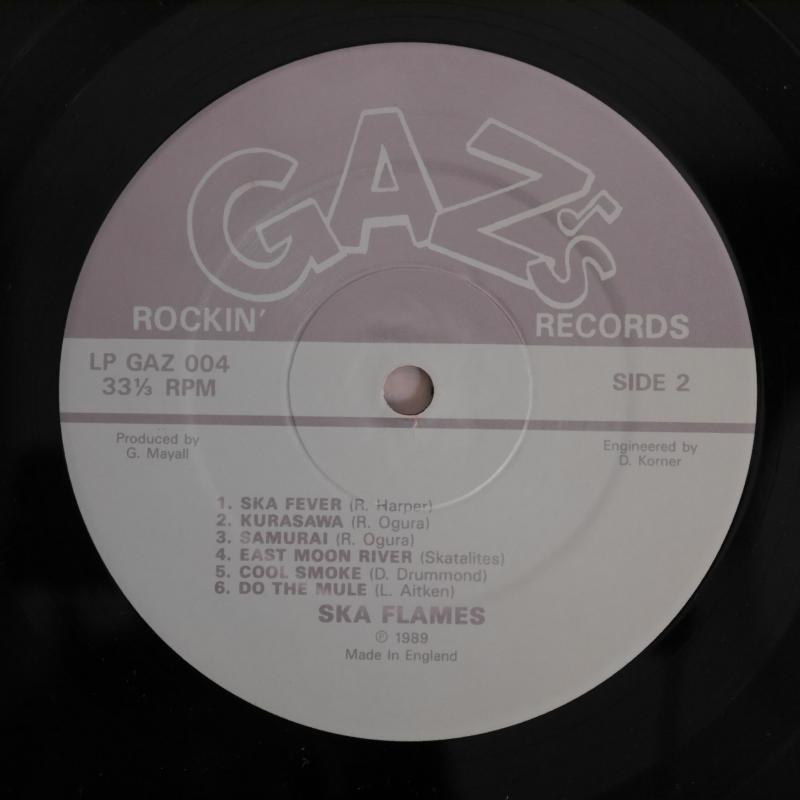 GAZ's
ROCKIN' RECORDS
LP GAZ 004
33⅓ RPM
SIDE 2
Produced by
G. Mayall
Engineered by
D. Korner
1. SKA FEVER (R. Harper)
2. KURASAWA (R. Ogura)
3. SAMURAI (R. Ogura)
4. EAST MOON RIVER (Skatalites)
5. COOL SMOKE (D. Drummond)
6. DO THE MULE (L. Aitken)
SKA FLAMES
℗ 1989
Made In England